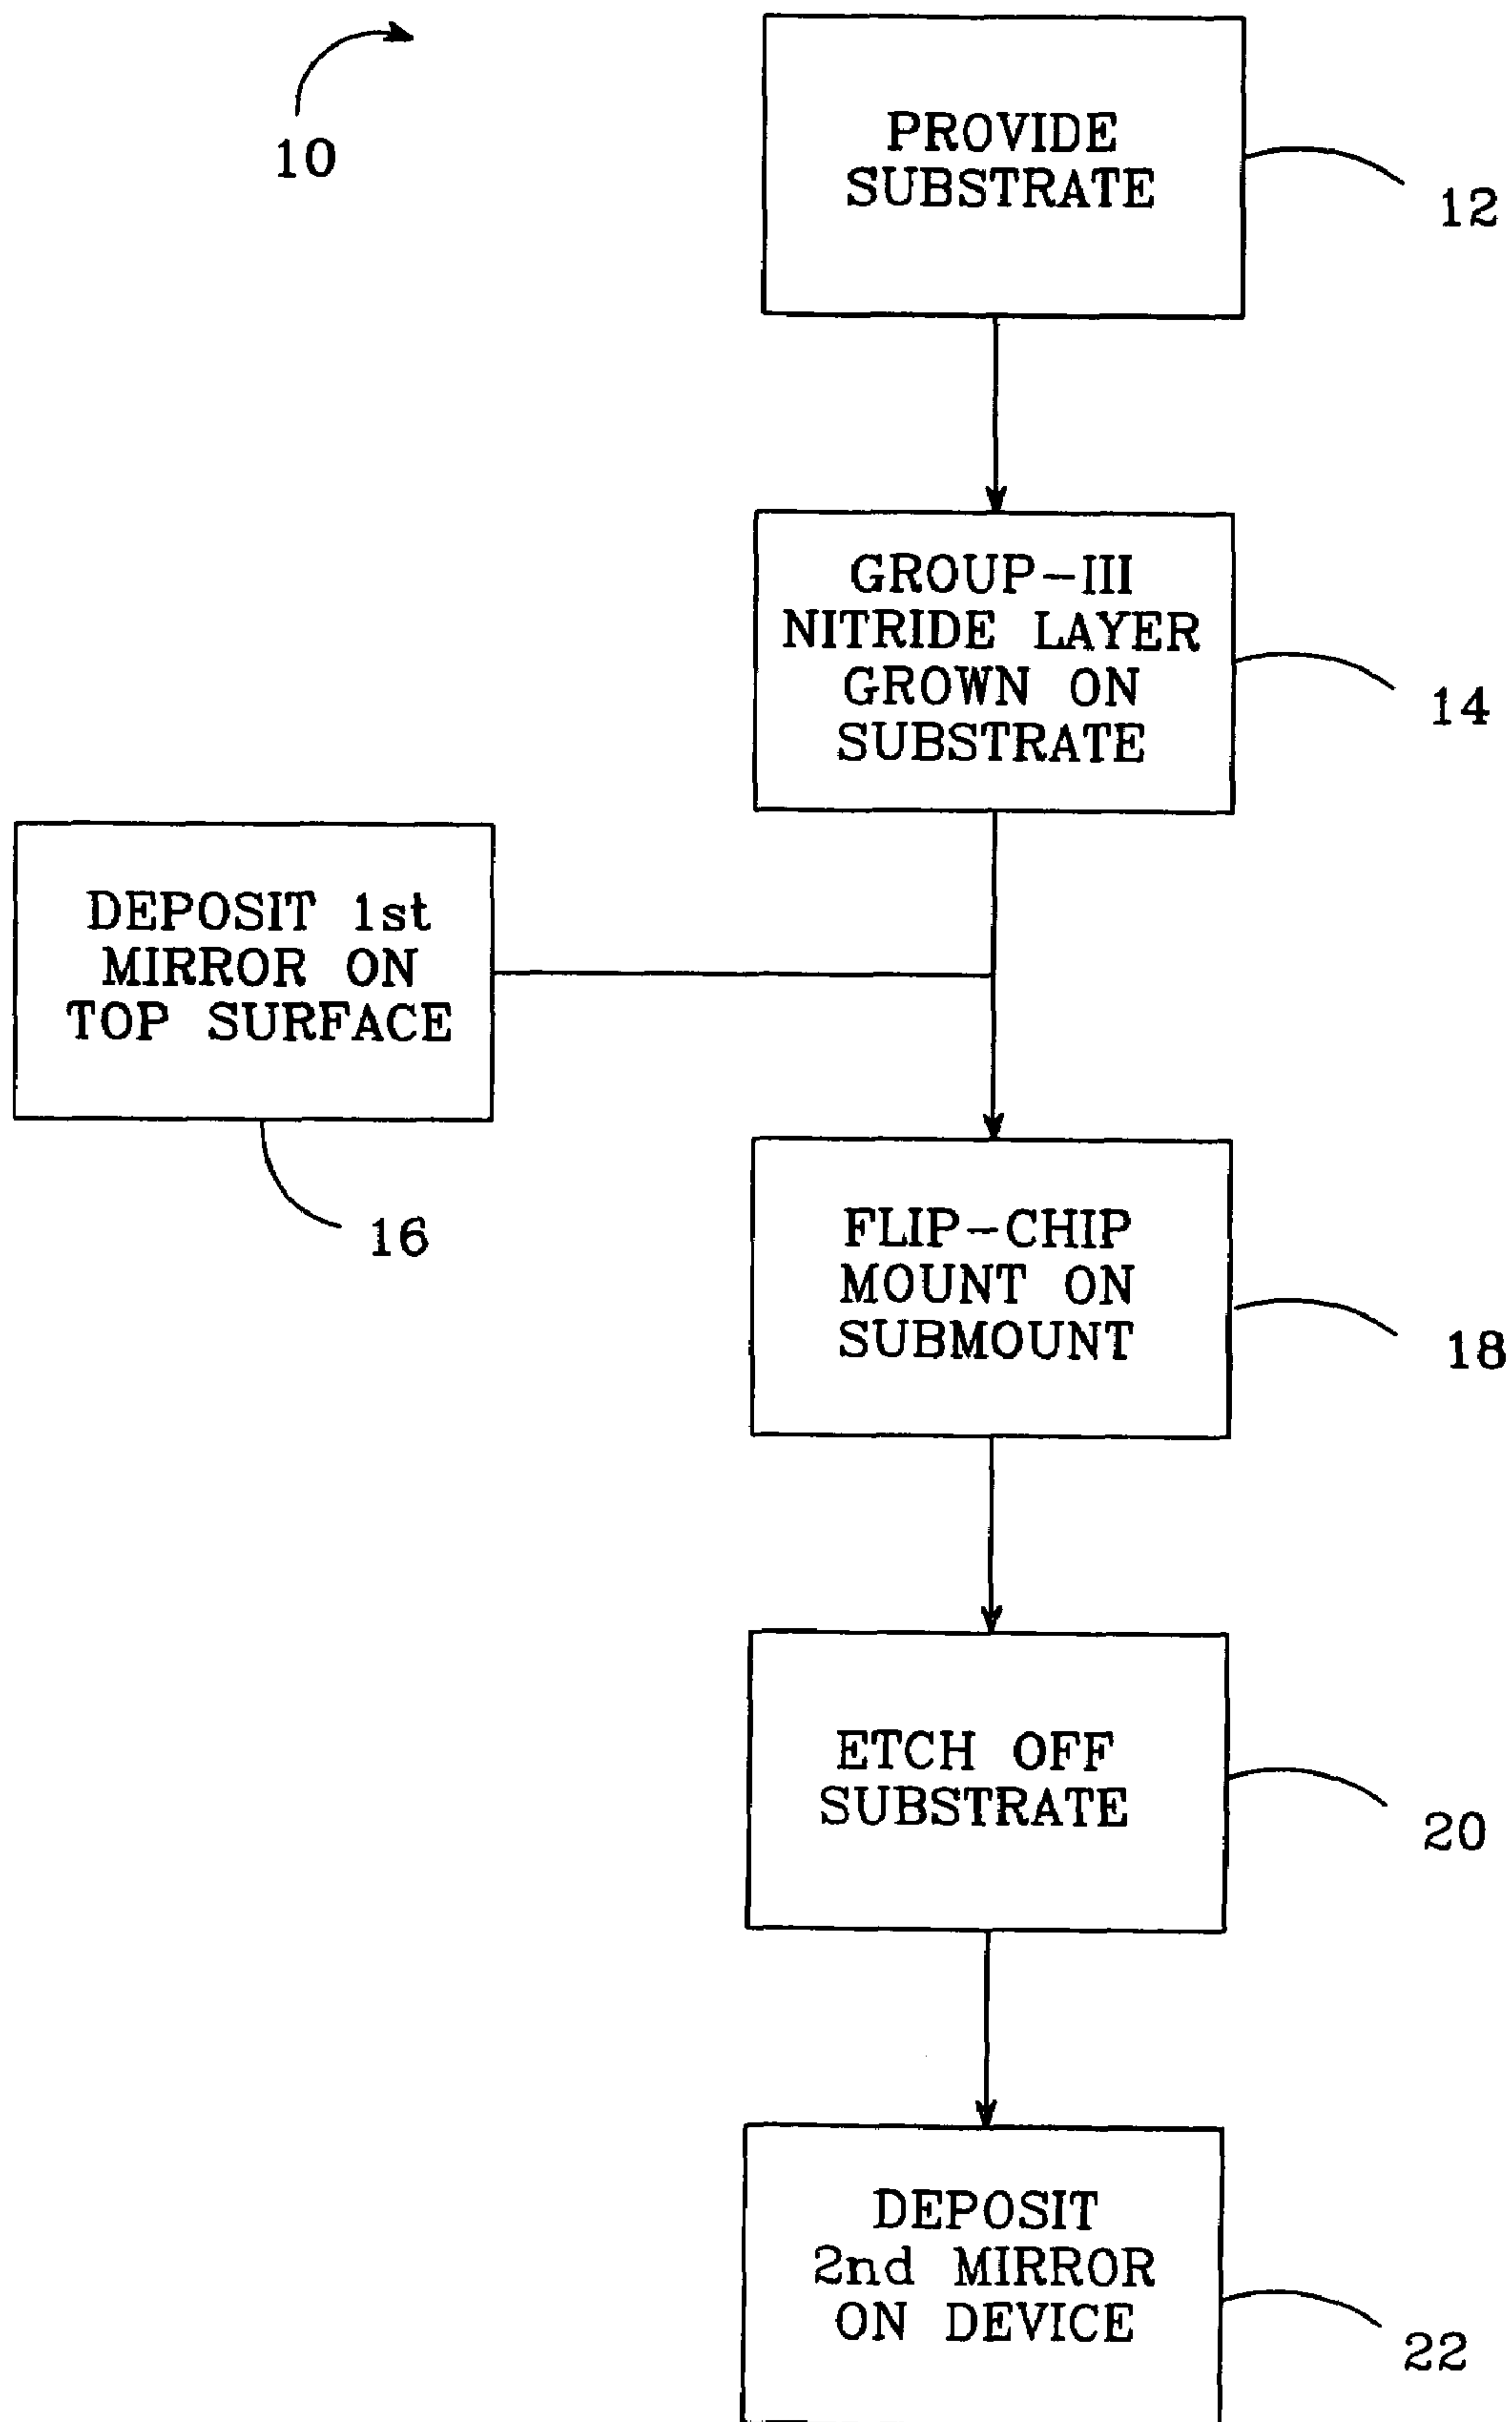 10
PROVIDE
SUBSTRATE
12
GROUP-III
NITRIDE LAYER
GROWN ON
SUBSTRATE
14
DEPOSIT 1st
MIRROR ON
TOP SURFACE
16
FLIP-CHIP
MOUNT ON
SUBMOUNT
18
ETCH OFF
SUBSTRATE
20
DEPOSIT
2nd MIRROR
ON DEVICE
22